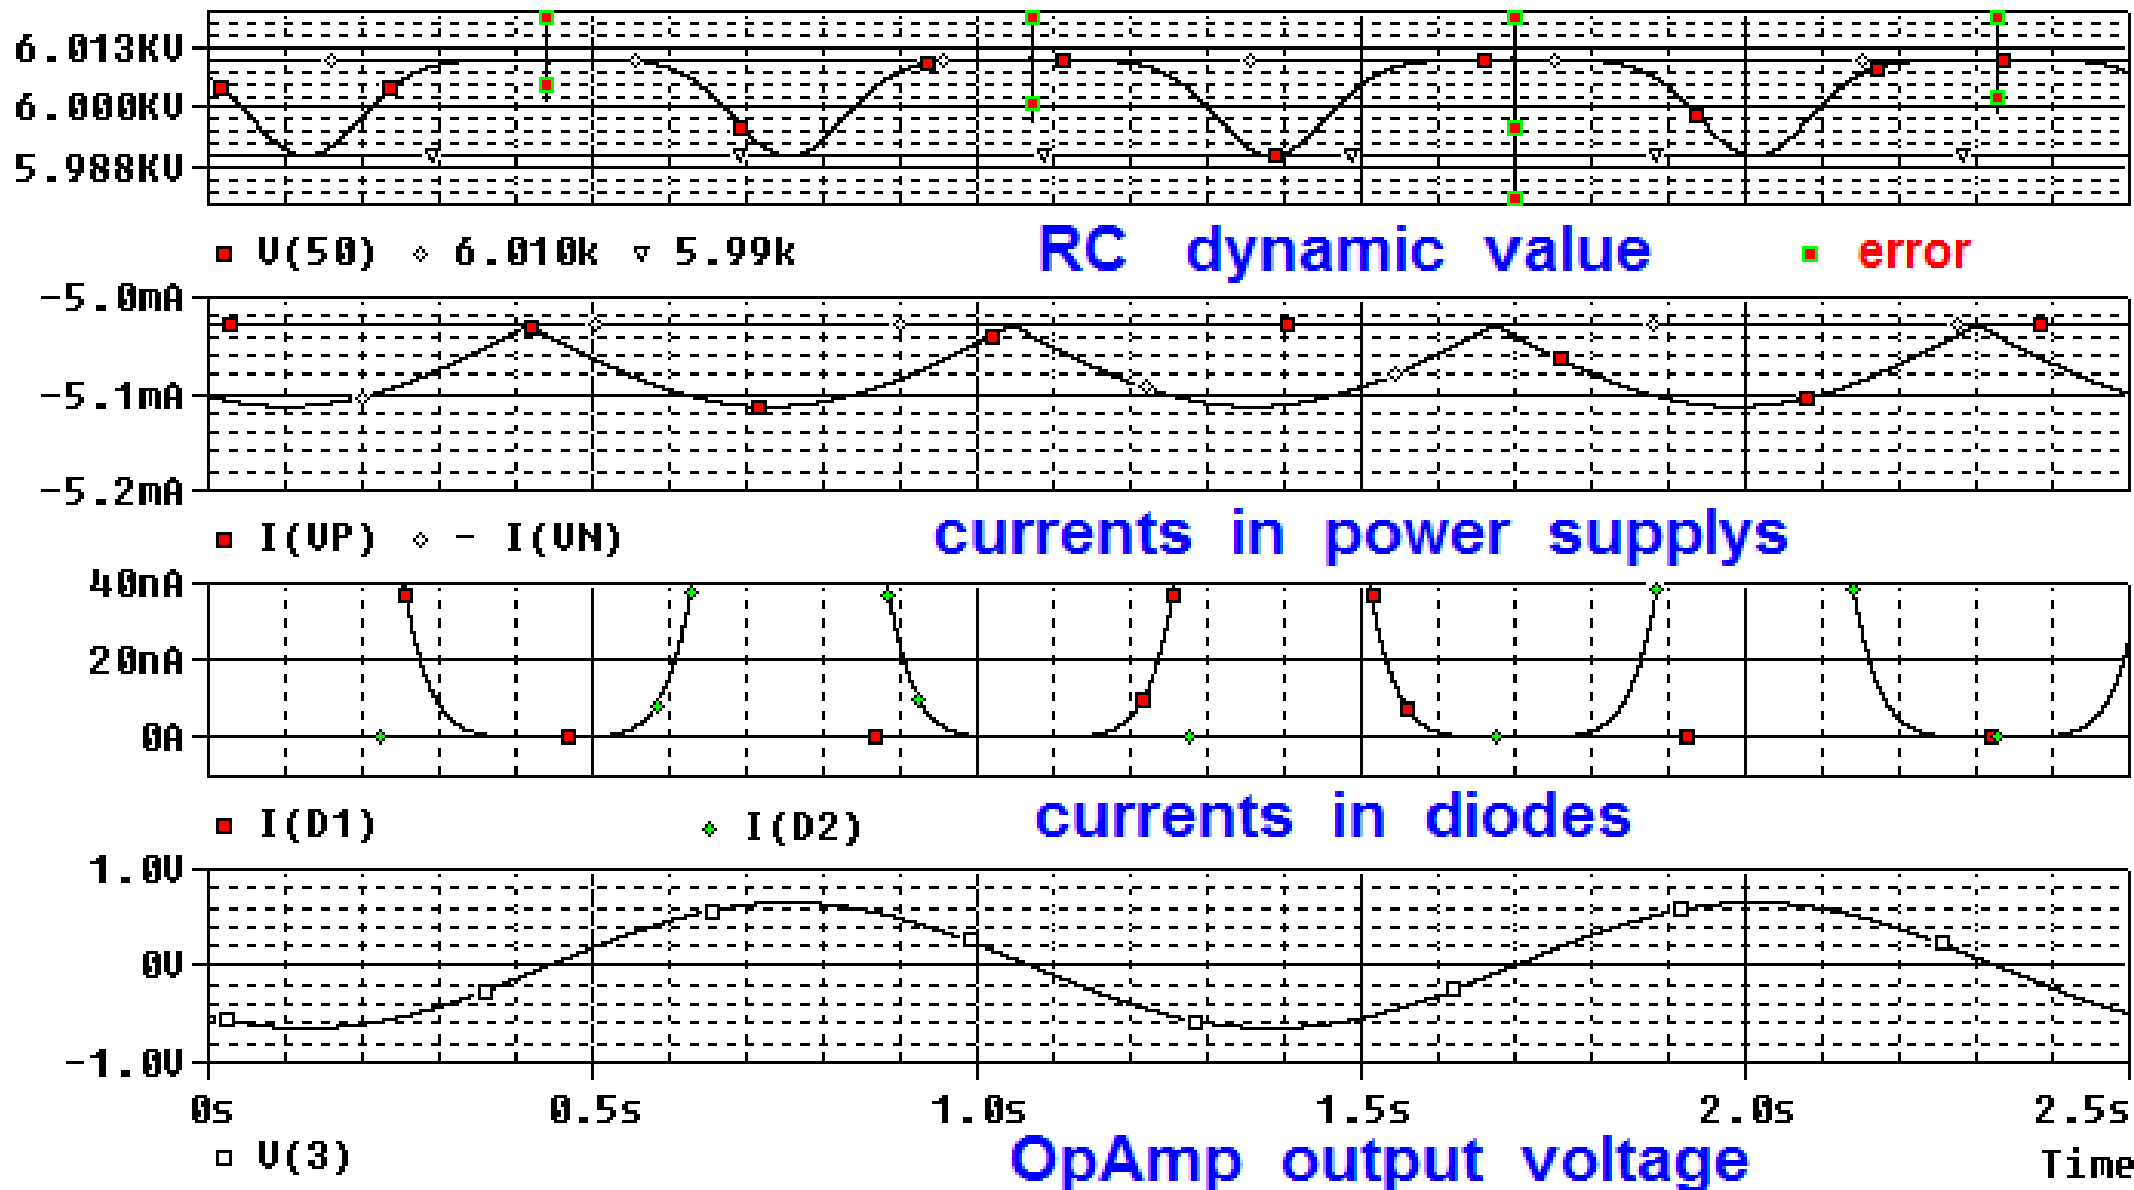 6.013KV
6.000KV
5.988KV
V(50) 6.010k 5.99k RC dynamic value error
-5.0mA
-5.1mA
-5.2mA
I(VP) - I(VN) currents in power supplys
40nA
20nA
0A
I(D1) I(D2) currents in diodes
1.0V
0V
-1.0V
0s 0.5s 1.0s 1.5s 2.0s 2.5s
V(3) OpAmp output voltage Time